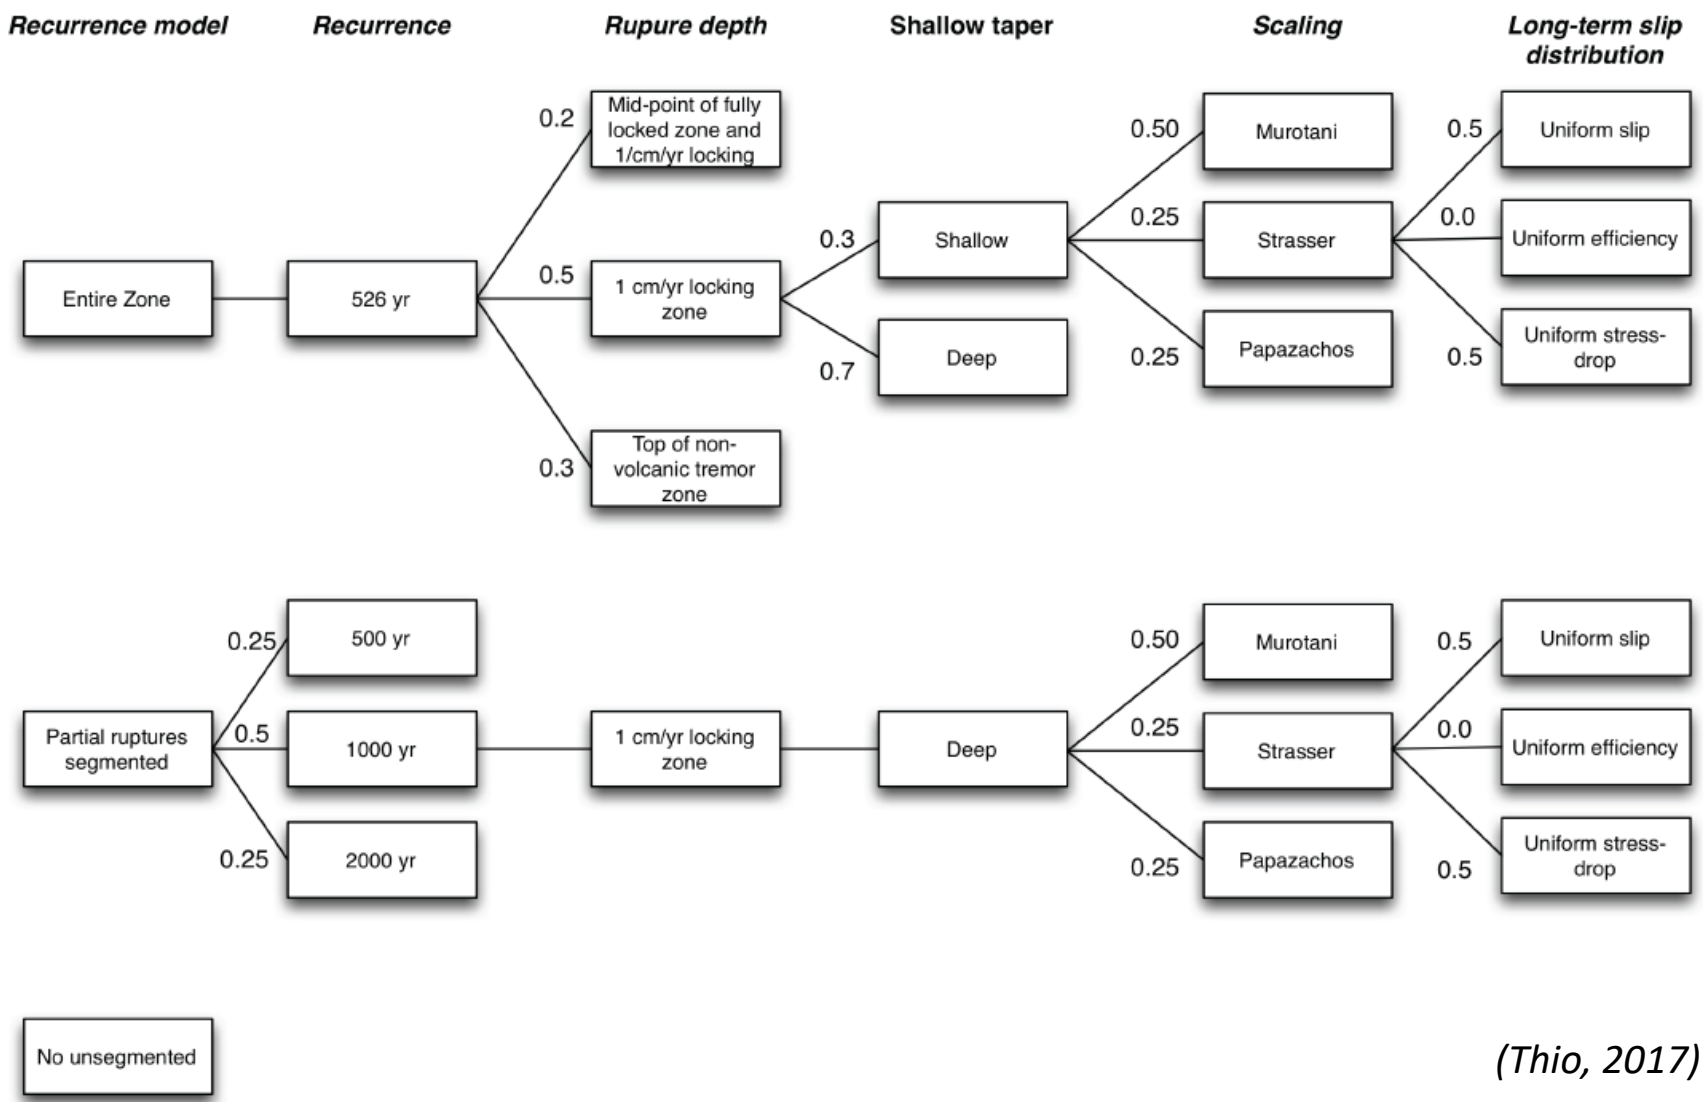 Recurrence model
Recurrence
Rupure depth
Shallow taper
Scaling
Long-term slip
distribution
Entire Zone
526 yr
0.2
Mid-point of fully
locked zone and
1/cm/yr locking
0.5
1 cm/yr locking
zone
0.3
Top of non-
volcanic tremor
zone
0.3
Shallow
0.7
Deep
0.50
Murotani
0.25
Strasser
0.25
Papazachos
0.5
Uniform slip
0.0
Uniform efficiency
0.5
Uniform stress-
drop
Partial ruptures
segmented
0.25
500 yr
0.5
1000 yr
0.25
2000 yr
1 cm/yr locking
zone
Deep
0.50
Murotani
0.25
Strasser
0.25
Papazachos
0.5
Uniform slip
0.0
Uniform efficiency
0.5
Uniform stress-
drop
No unsegmented
(Thio, 2017)